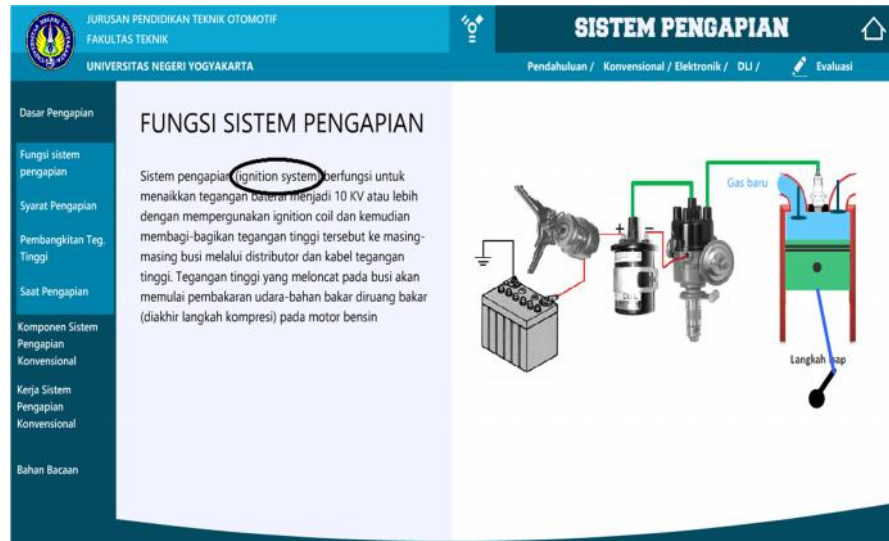 JURUSAN PENDIDIKAN TEKNIK OTOMOTIF
FAKULTAS TEKNIK
UNIVERSITAS NEGERI YOGYAKARTA
SISTEM PENGAPIAN
Pendahuluan / Konvensional / Elektronik / DLI / Evaluasi
Dasar Pengapian
Fungsi sistem
pengapian
Syarat Pengapian
Pembangkitan Teg.
Tinggi
Saat Pengapian
Komponen Sistem
Pengapian
Konvensional
Kerja Sistem
Pengapian
Konvensional
Bahan Bacaan
FUNGSI SISTEM PENGAPIAN
Sistem pengapian (ignition system) berfungsi untuk
menaikkan tegangan baterai menjadi 10 KV atau lebih
dengan mempergunakan ignition coil dan kemudian
membagi-bagikan tegangan tinggi tersebut ke masing-
masing busi melalui distributor dan kabel tegangan
tinggi. Tegangan tinggi yang meloncat pada busi akan
memulai pembakaran udara-bahan bakar diruang bakar
(diakhir langkah kompresi) pada motor bensin
Gas baru
+ −
Langkah isap